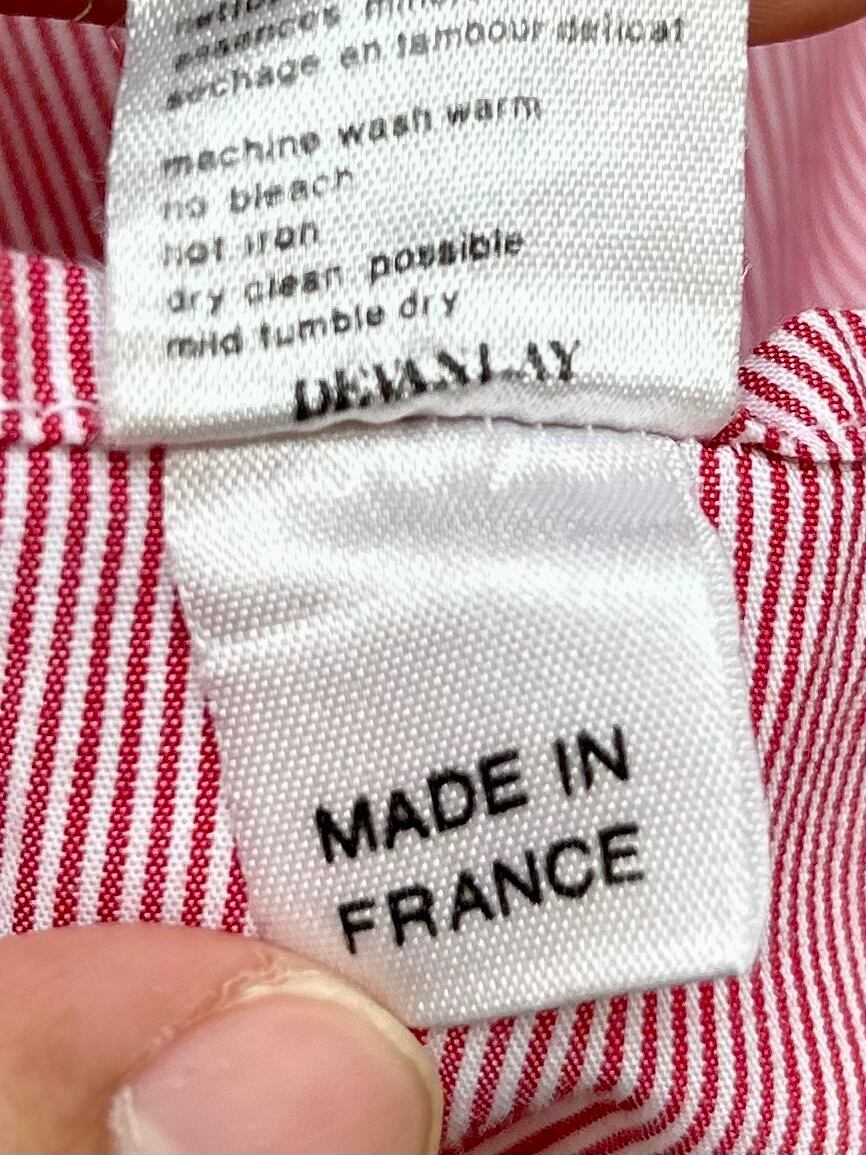 essences
séchage en tambour délicat
machine wash warm
no bleach
hot iron
dry clean possible
mild tumble dry
DEVANLAY
MADE IN
FRANCE